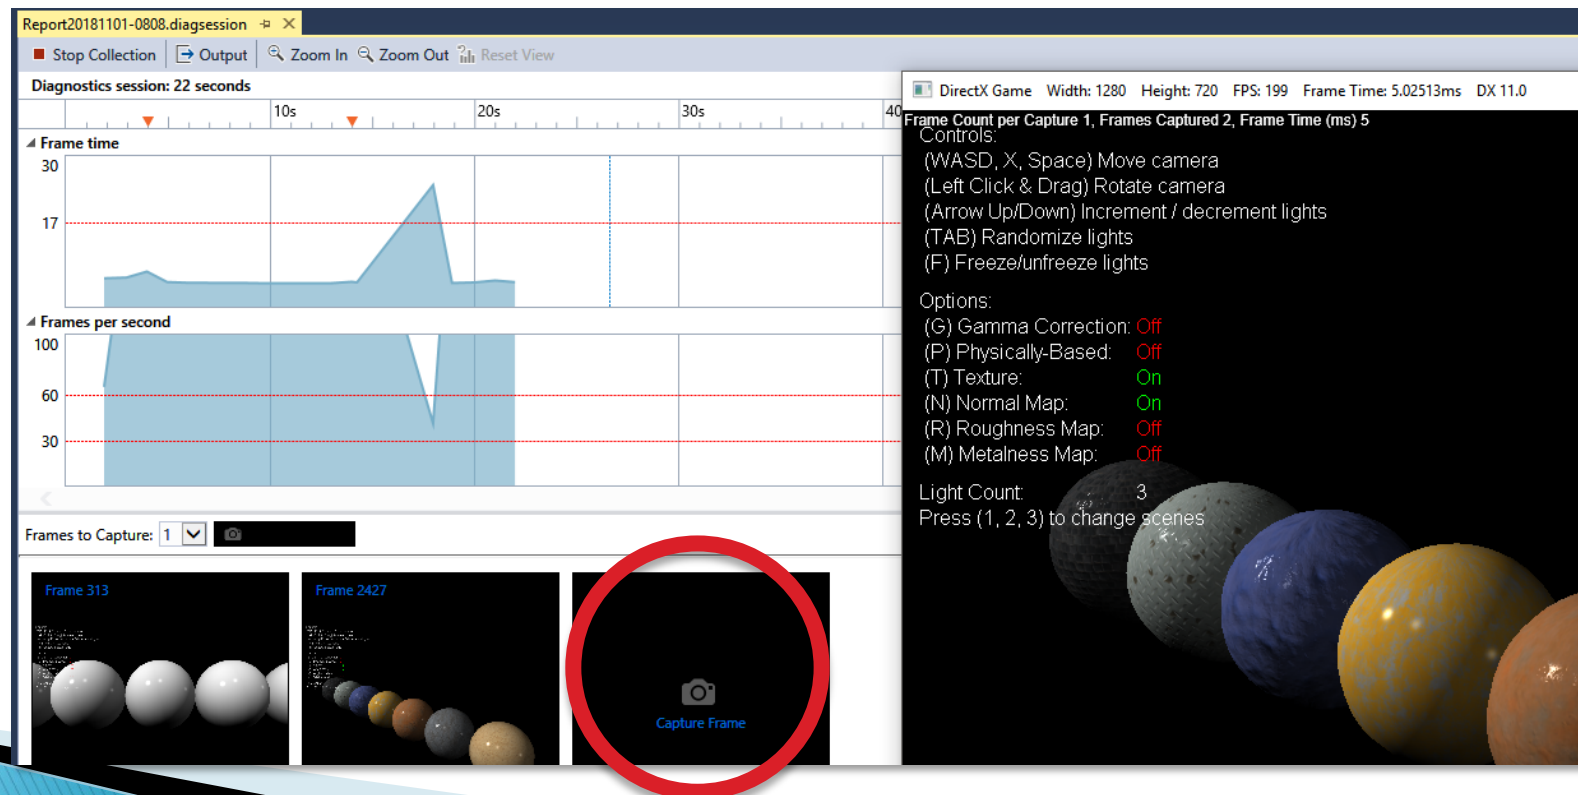 Report20181101-0808.diagsession
Stop Collection Output Zoom In Zoom Out Reset View
Diagnostics session: 22 seconds
10s 20s 30s 40
Frame time
30
17
Frames per second
100
60
30
Frames to Capture: 1
Frame 313
Frame 2427
Capture Frame
DirectX Game Width: 1280 Height: 720 FPS: 199 Frame Time: 5.02513ms DX 11.0
Frame Count per Capture 1, Frames Captured 2, Frame Time (ms) 5
Controls:
(WASD, X, Space) Move camera
(Left Click & Drag) Rotate camera
(Arrow Up/Down) Increment / decrement lights
(TAB) Randomize lights
(F) Freeze/unfreeze lights
Options:
(G) Gamma Correction: Off
(P) Physically-Based: Off
(T) Texture: On
(N) Normal Map: On
(R) Roughness Map: Off
(M) Metalness Map: Off
Light Count: 3
Press (1, 2, 3) to change scenes